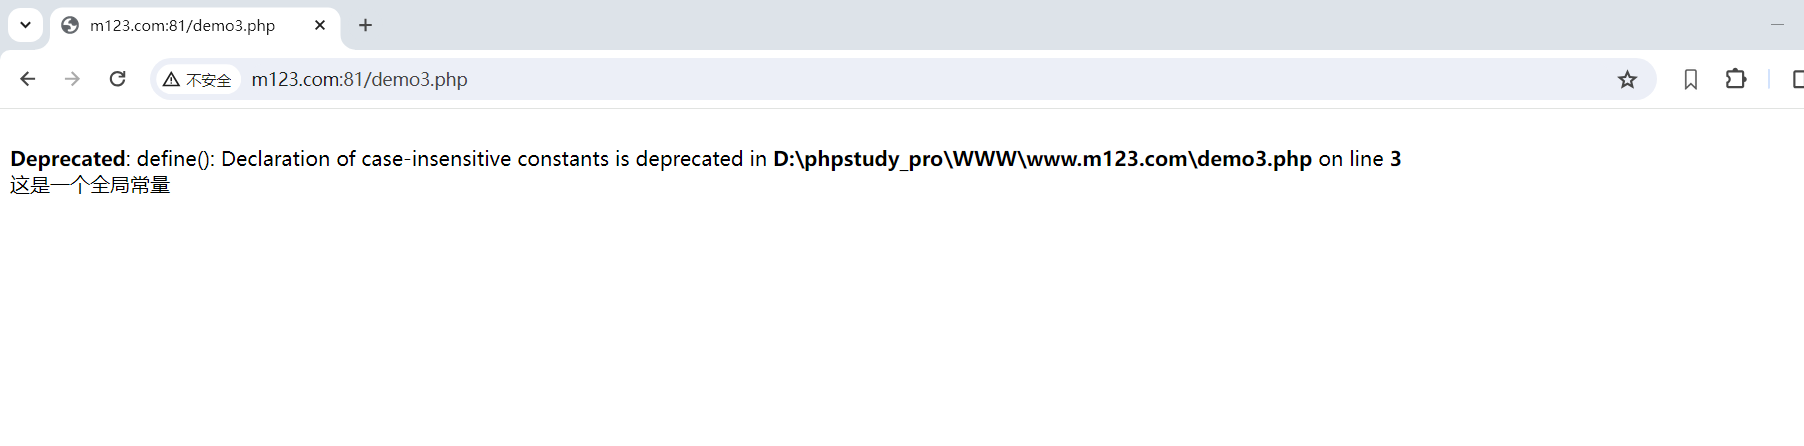 m123.com:81/demo3.php
不安全 m123.com:81/demo3.php
Deprecated: define(): Declaration of case-insensitive constants is deprecated in D:\phpstudy_pro\WWW\www.m123.com\demo3.php on line 3
这是一个全局常量